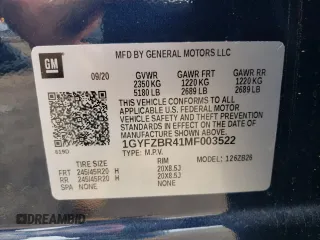 GM
MFD BY GENERAL MOTORS LLC
09/20 GVWR GAWR FRT GAWR RR
2350 KG 1220 KG 1220 KG
5180 LB 2689 LB 2689 LB
THIS VEHICLE CONFORMS TO ALL APPLICABLE
U.S. FEDERAL MOTOR VEHICLE SAFETY, BUMPER,
AND THEFT PREVENTION STANDARDS IN EFFECT ON
THE DATE OF MANUFACTURE SHOWN ABOVE.
1GYFZBR41MF003522
TYPE: M.P.V. MODEL: 126ZB26
TIRE SIZE RIM
FRT 245/45R20 H 20X8.5J
RR 245/45R20 H 20X8.5J
SPA NONE NONE
DREAMBID